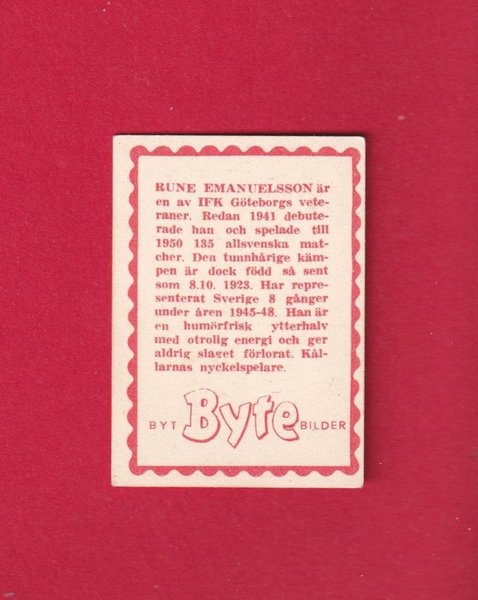 RUNE EMANUELSSON är
en av IFK Göteborgs vete-
raner. Redan 1941 debute-
rade han och spelade till
1950 135 allsvenska mat-
cher. Den tunnhårige käm-
pen är dock född så sent
som 8.10. 1923. Har repre-
senterat Sverige 8 gånger
under åren 1945-48. Han är
en humörfrisk ytterhalv
med otrolig energi och ger
aldrig slaget förlorat. Kål-
larnas nyckelspelare.
BYT Byte BILDER